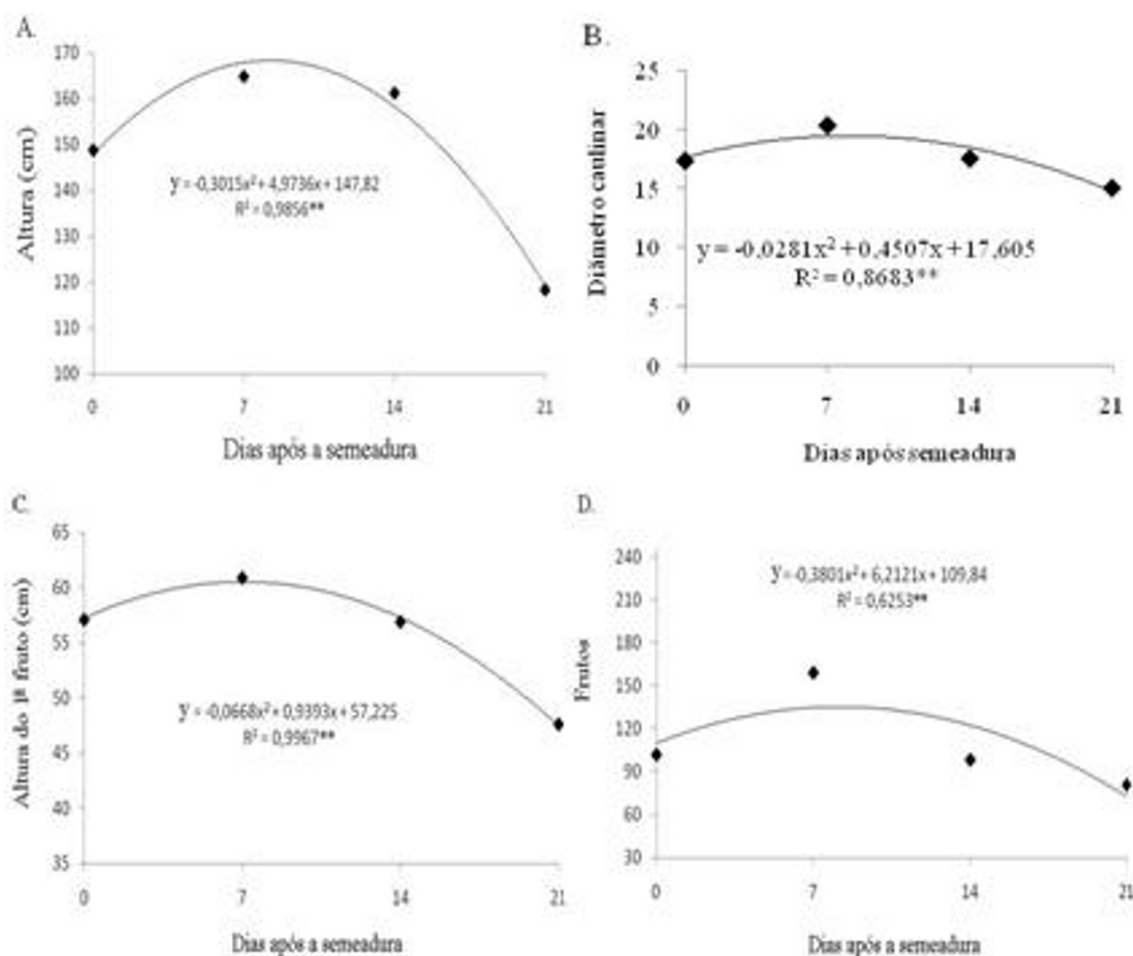 A.
Altura (cm)
170
160
150
140
130
120
110
100
y = -0,3015x² + 4,9736x + 147,82
R² = 0,9856**
0 7 14 21
Dias após a semeadura
B.
Diâmetro caulinar
25
20
15
10
5
0
y = -0,0281x² + 0,4507x + 17,605
R² = 0,8683**
0 7 14 21
Dias após semeadura
C.
Altura do 1º fruto (cm)
65
60
55
50
45
40
35
y = -0,0668x² + 0,9393x + 57,225
R² = 0,9967**
0 7 14 21
Dias após a semeadura
D.
Frutos
240
210
180
150
120
90
60
30
y = -0,3801x² + 6,2121x + 109,84
R² = 0,6253**
0 7 14 21
Dias após a semeadura